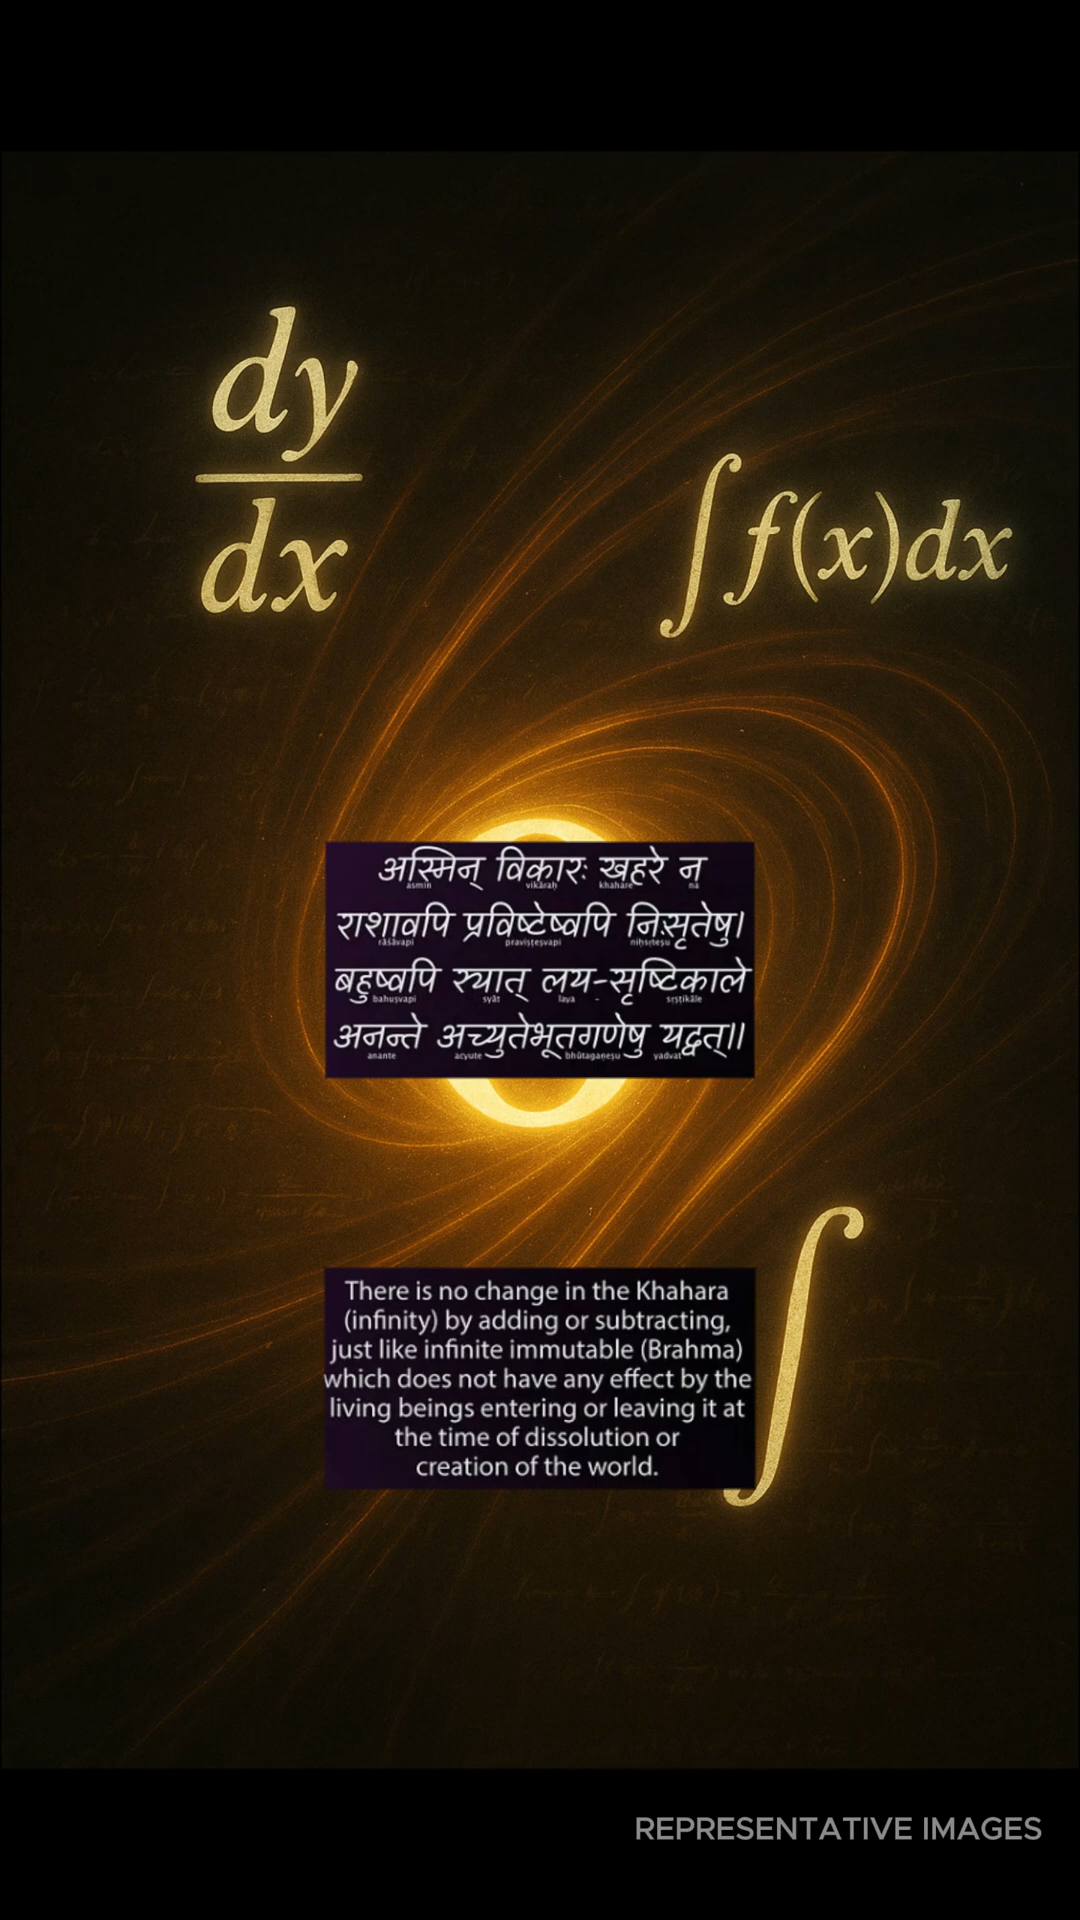 dy
dx
∫f(x)dx
अस्मिन् विकारः खहरे न
asmin vikāraḥ khahare na
राशावपि प्रविष्टेष्वपि निःसृतेषु।
rāśāvapi praviṣṭeṣvapi niḥsṛteṣu
बहुष्वपि स्यात् लय-सृष्टिकाले
bahuṣvapi syāt laya - sṛṣṭikāle
अनन्ते अच्युतेभूतगणेषु यद्वत्।।
anante acyute bhūtagaṇeṣu yadvat
There is no change in the Khahara
(infinity) by adding or subtracting,
just like infinite immutable (Brahma)
which does not have any effect by the
living beings entering or leaving it at
the time of dissolution or
creation of the world.
∫
REPRESENTATIVE IMAGES